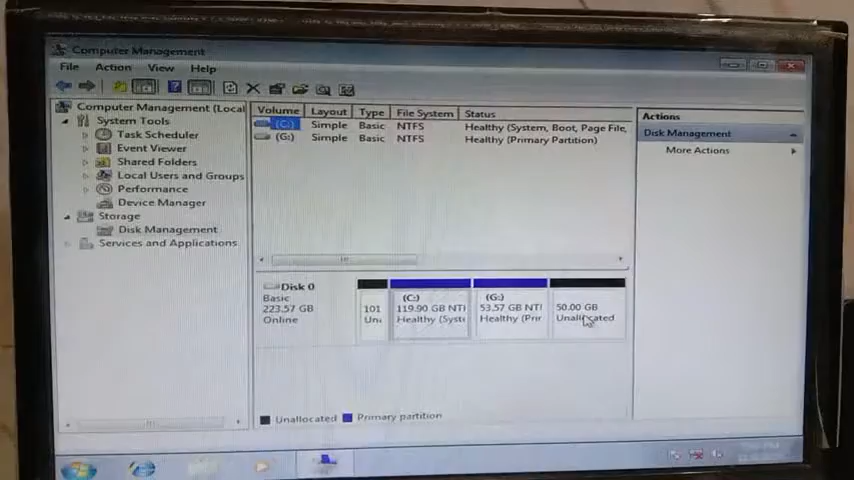 Computer Management
File Action View Help
Computer Management (Local
System Tools
Task Scheduler
Event Viewer
Shared Folders
Local Users and Groups
Performance
Device Manager
Storage
Disk Management
Services and Applications
Volume Layout Type File System Status
(C:) Simple Basic NTFS Healthy (System, Boot, Page File,
(G:) Simple Basic NTFS Healthy (Primary Partition)
Disk 0
Basic
223.57 GB
Online
101
Una
(C:)
119.90 GB NTI
Healthy (Syst
(G:)
53.57 GB NTI
Healthy (Prir
50.00 GB
Unallocated
Unallocated Primary partition
Actions
Disk Management
More Actions